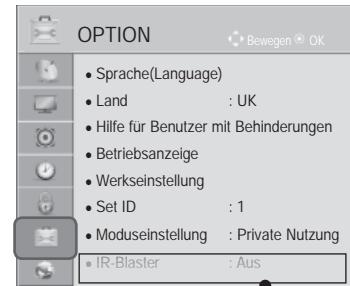 OPTION
Bewegen OK
• Sprache(Language)
• Land : UK
• Hilfe für Benutzer mit Behinderungen
• Betriebsanzeige
• Werkseinstellung
• Set ID : 1
• Moduseinstellung : Private Nutzung
• IR-Blaster : Aus